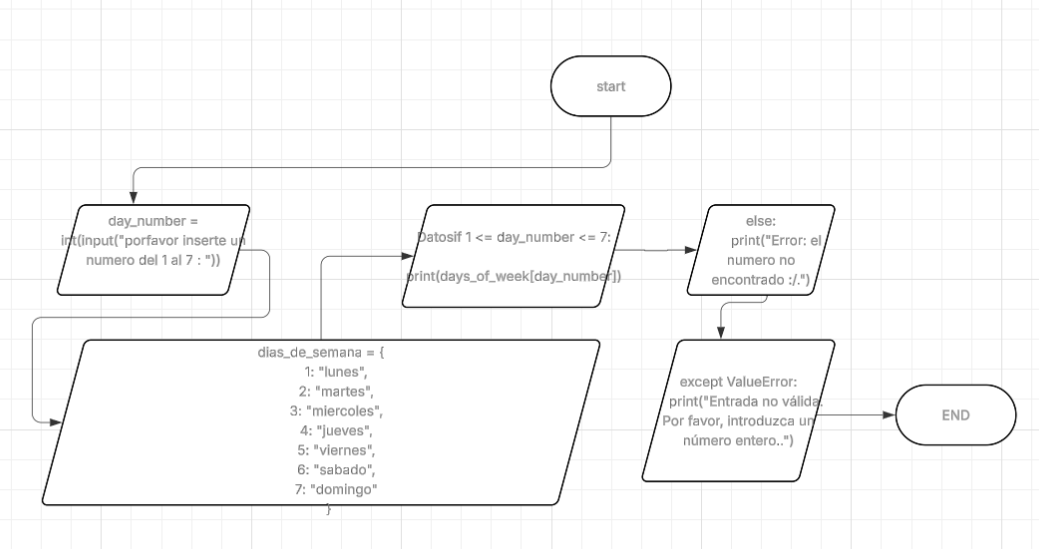 start
day_number =
int(input("porfavor inserte un
numero del 1 al 7 : "))
Datosif 1 <= day_number <= 7:
print(days_of_week[day_number])
else:
print("Error: el
numero no
encontrado :/.")
dias_de_semana = {
1: "lunes",
2: "martes",
3: "miercoles",
4: "jueves",
5: "viernes",
6: "sabado",
7: "domingo"
}
except ValueError:
print("Entrada no válida.
Por favor, introduzca un
número entero..")
END